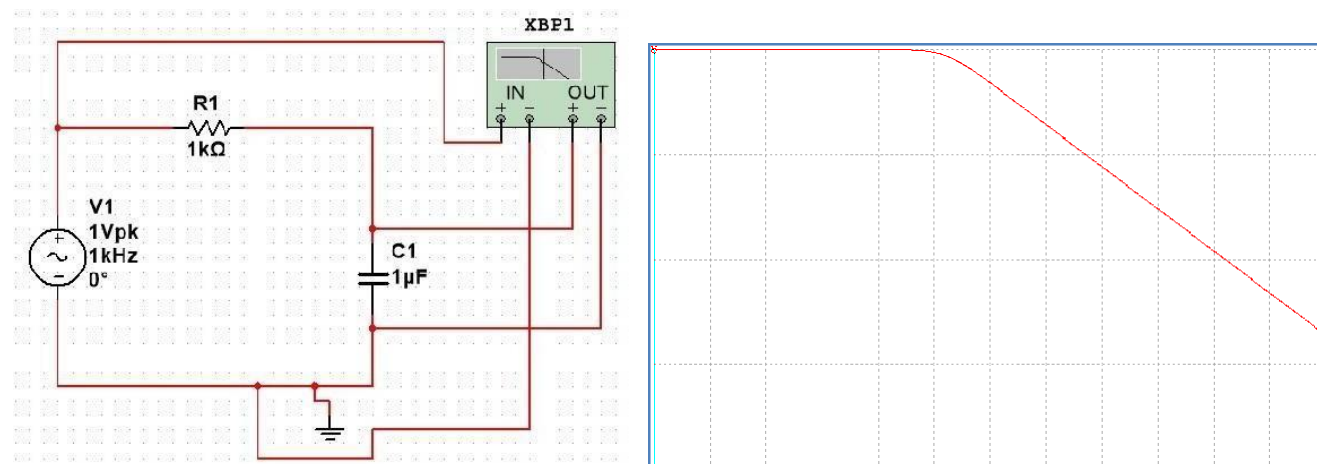 XBP1
IN OUT
+ − + −
R1
1kΩ
V1
1Vpk
1kHz
0°
+
−
C1
1µF